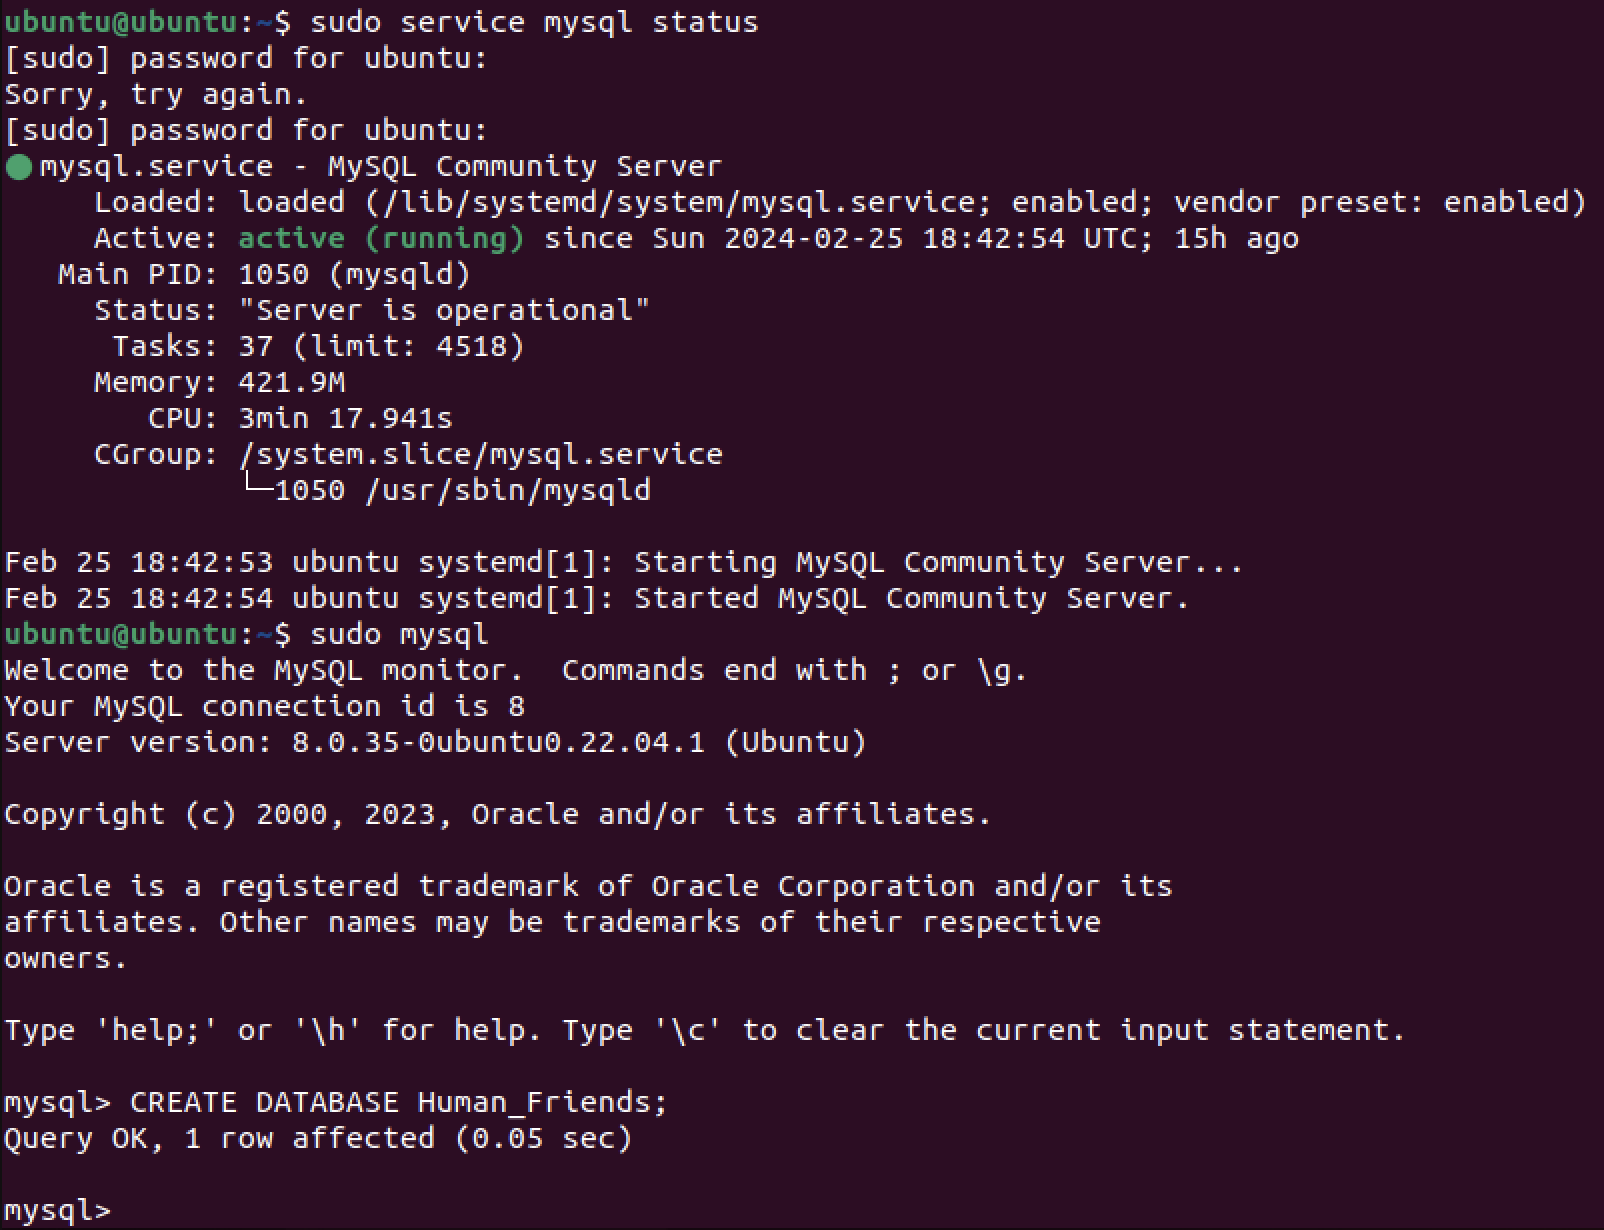 ubuntu@ubuntu:~$ sudo service mysql status
[sudo] password for ubuntu:
Sorry, try again.
[sudo] password for ubuntu:
● mysql.service - MySQL Community Server
     Loaded: loaded (/lib/systemd/system/mysql.service; enabled; vendor preset: enabled)
     Active: active (running) since Sun 2024-02-25 18:42:54 UTC; 15h ago
   Main PID: 1050 (mysqld)
     Status: "Server is operational"
      Tasks: 37 (limit: 4518)
     Memory: 421.9M
        CPU: 3min 17.941s
     CGroup: /system.slice/mysql.service
             └─1050 /usr/sbin/mysqld

Feb 25 18:42:53 ubuntu systemd[1]: Starting MySQL Community Server...
Feb 25 18:42:54 ubuntu systemd[1]: Started MySQL Community Server.
ubuntu@ubuntu:~$ sudo mysql
Welcome to the MySQL monitor.  Commands end with ; or \g.
Your MySQL connection id is 8
Server version: 8.0.35-0ubuntu0.22.04.1 (Ubuntu)

Copyright (c) 2000, 2023, Oracle and/or its affiliates.

Oracle is a registered trademark of Oracle Corporation and/or its
affiliates. Other names may be trademarks of their respective
owners.

Type 'help;' or '\h' for help. Type '\c' to clear the current input statement.

mysql> CREATE DATABASE Human_Friends;
Query OK, 1 row affected (0.05 sec)

mysql>